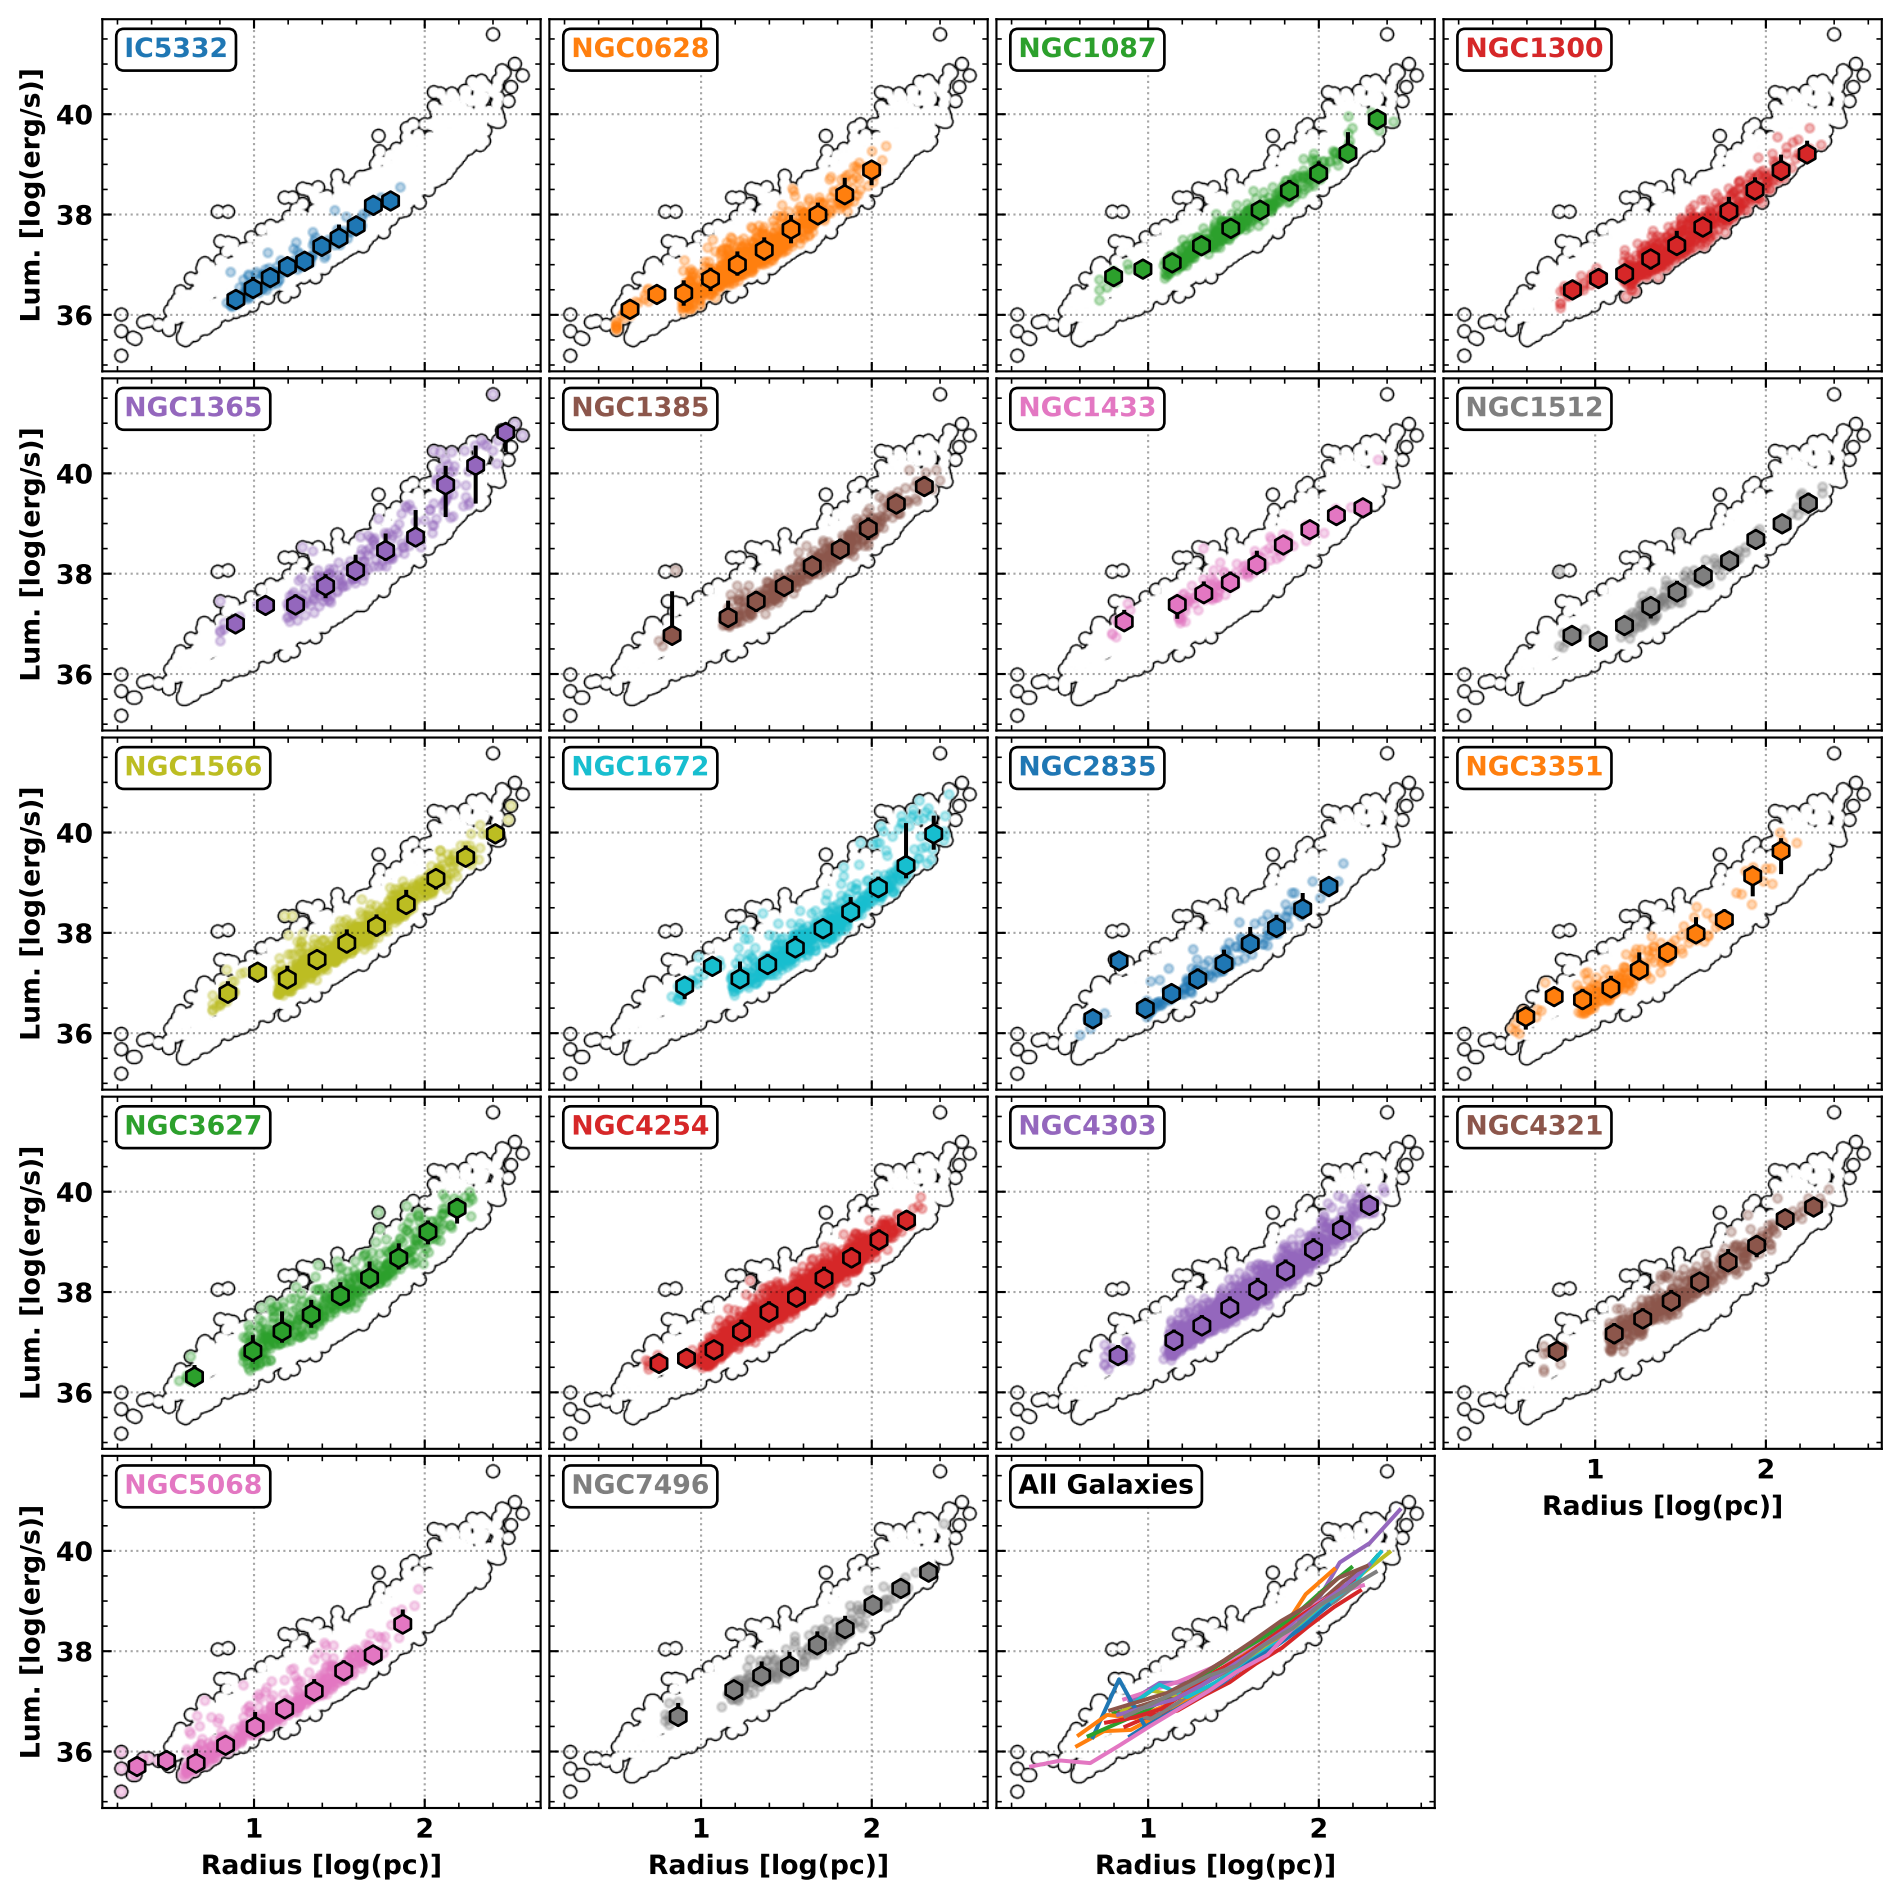 IC5332
NGC0628
NGC1087
NGC1300
Lum. [log(erg/s)]
40
38
36
NGC1365
NGC1385
NGC1433
NGC1512
Lum. [log(erg/s)]
40
38
36
NGC1566
NGC1672
NGC2835
NGC3351
Lum. [log(erg/s)]
40
38
36
NGC3627
NGC4254
NGC4303
NGC4321
Lum. [log(erg/s)]
40
38
36
1 2
Radius [log(pc)]
NGC5068
NGC7496
All Galaxies
Lum. [log(erg/s)]
40
38
36
1 2
1 2
1 2
Radius [log(pc)]
Radius [log(pc)]
Radius [log(pc)]